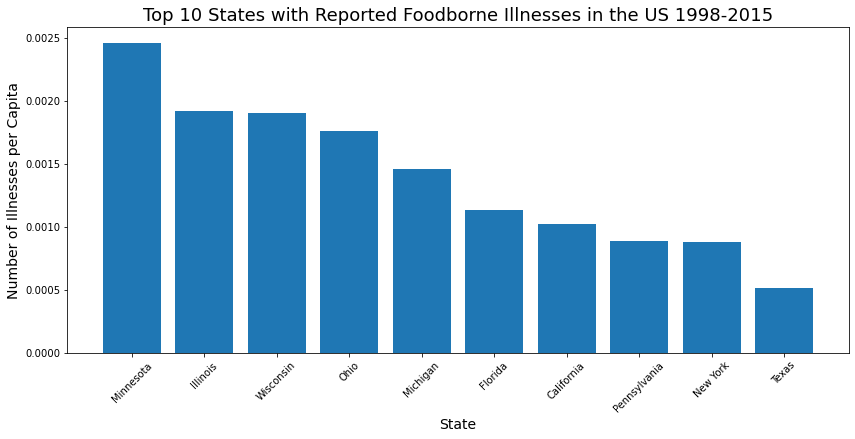 Top 10 States with Reported Foodborne Illnesses in the US 1998-2015
Number of Illnesses per Capita
0.0025
0.0020
0.0015
0.0010
0.0005
0.0000
Minnesota
Illinois
Wisconsin
Ohio
Michigan
Florida
California
Pennsylvania
New York
Texas
State